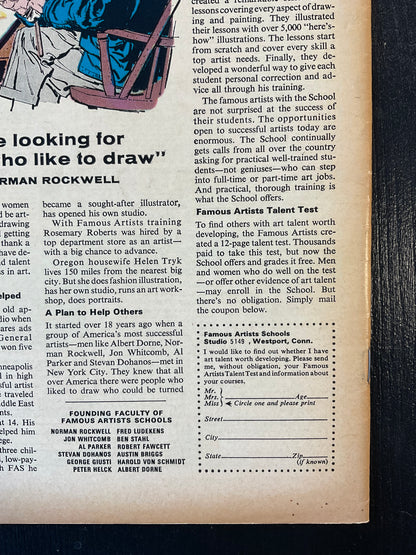 created a remarkable
lessons covering every aspect of draw-
ing and painting. They illustrated
their lessons with over 5,000 "here's-
how" illustrations. The lessons start
from scratch and cover every skill a
top artist needs. Finally, they de-
veloped a wonderful way to give each
student personal correction and ad-
vice all through his training.
The famous artists with the School
are not surprised at the success of
their students. The opportunities
open to successful artists today are
enormous. The School continually
gets calls from all over the country
asking for practical well-trained stu-
dents—not geniuses—who can step
into full-time or part-time art jobs.
And practical, thorough training is
what the School offers.
Famous Artists Talent Test
To find others with art talent worth
developing, the Famous Artists cre-
ated a 12-page talent test. Thousands
paid to take this test, but now the
School offers and grades it free. Men
and women who do well on the test
—or offer other evidence of art talent
—may enroll in the School. But
there's no obligation. Simply mail
the coupon below.
Famous Artists Schools
Studio 5149, Westport, Conn.
I would like to find out whether I have
art talent worth developing. Please send
me, without obligation, your Famous
Artists Talent Test and information about
your courses.
Mr.
Mrs. Age
Miss Circle one and please print
Street
City
State Zip
(if known)
e looking for
ho like to draw"
RMAN ROCKWELL
women
d be art-
drawing
getting
thank a
have de-
d talent
s in art.
elped
old ap-
dio when
ares ads
General
won five
nneapolis
d in high
ful artist
e traveled
ddle East
nts.
at 14. His
elped him
ege.
three chil-
s, low-pay-
th FAS he
became a sought-after illustrator,
has opened his own studio.
With Famous Artists training
Rosemary Roberts was hired by a
top department store as an artist—
with a big chance to advance.
Oregon housewife Helen Tryk
lives 150 miles from the nearest big
city. But she does fashion illustration,
has her own studio, runs an art work-
shop, does portraits.
A Plan to Help Others
It started over 18 years ago when a
group of America's most successful
artists—men like Albert Dorne, Nor-
man Rockwell, Jon Whitcomb, Al
Parker and Stevan Dohanos—met in
New York City. They knew that all
over America there were people who
liked to draw who could be turned
FOUNDING FACULTY OF
FAMOUS ARTISTS SCHOOLS
NORMAN ROCKWELL FRED LUDEKENS
JON WHITCOMB BEN STAHL
AL PARKER ROBERT FAWCETT
STEVAN DOHANOS AUSTIN BRIGGS
GEORGE GIUSTI HAROLD VON SCHMIDT
PETER HELCK ALBERT DORNE